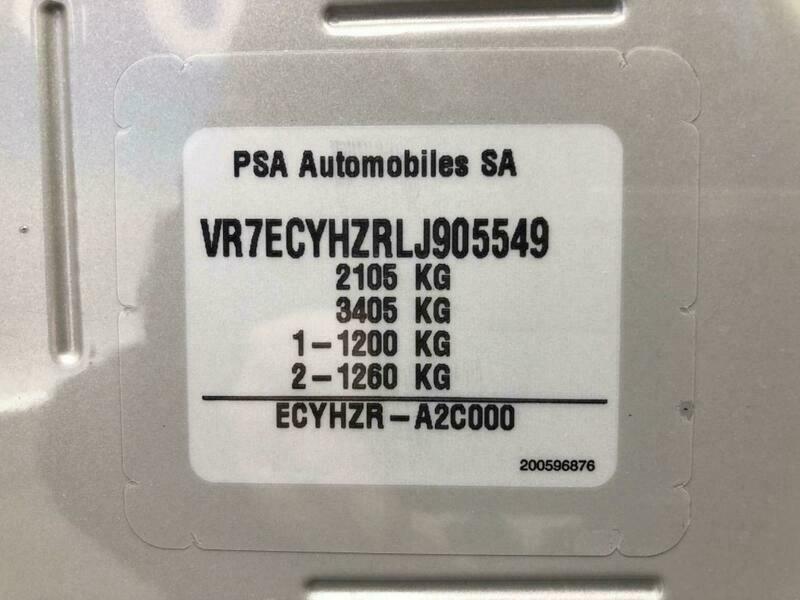 PSA Automobiles SA
VR7ECYHZRLJ905549
2105 KG
3405 KG
1-1200 KG
2-1260 KG
ECYHZR-A2C000
200596876